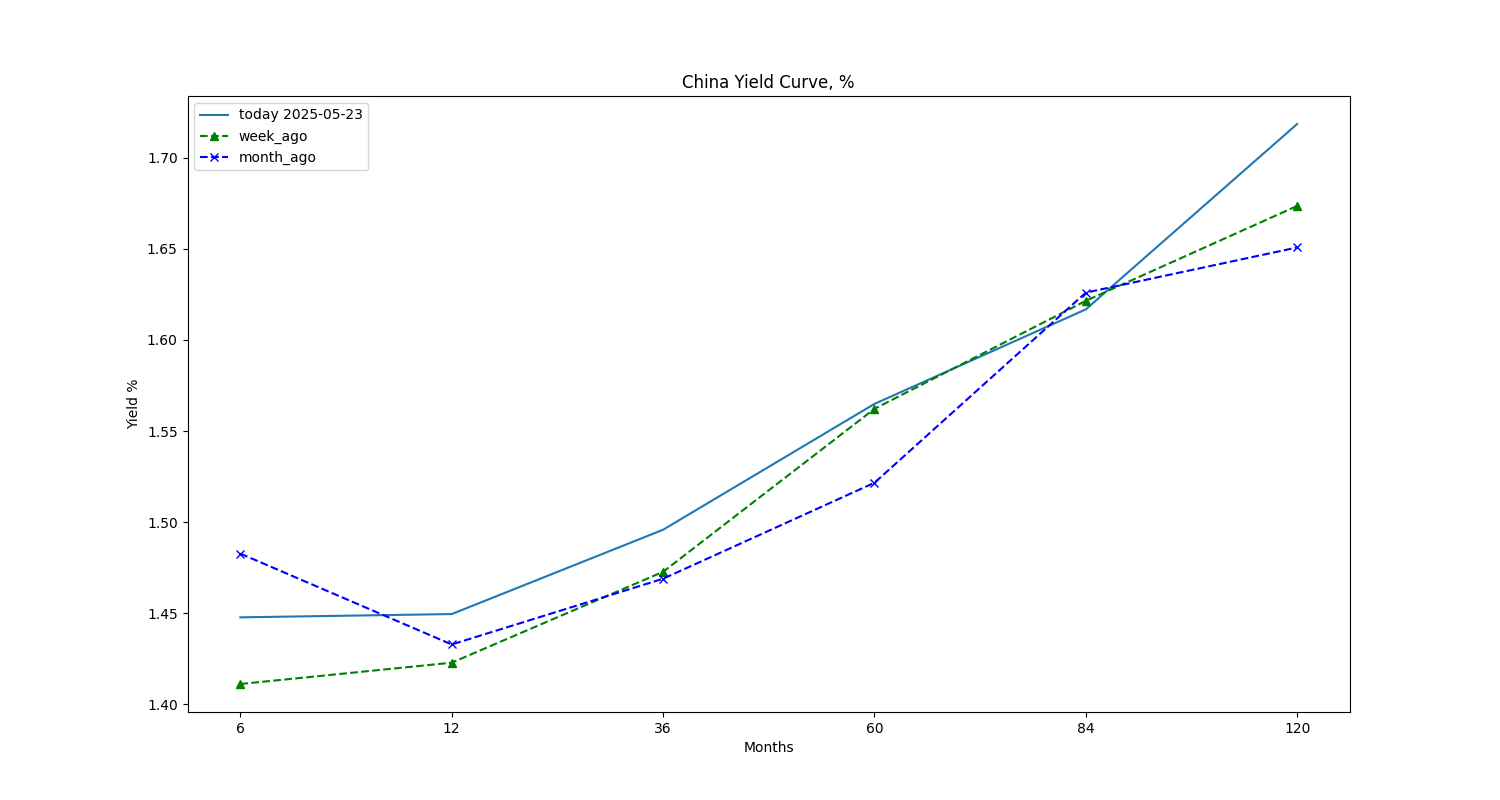 China Yield Curve, %
today 2025-05-23
week_ago
month_ago
1.70
1.65
1.60
1.55
1.50
1.45
1.40
Yield %
6 12 36 60 84 120
Months